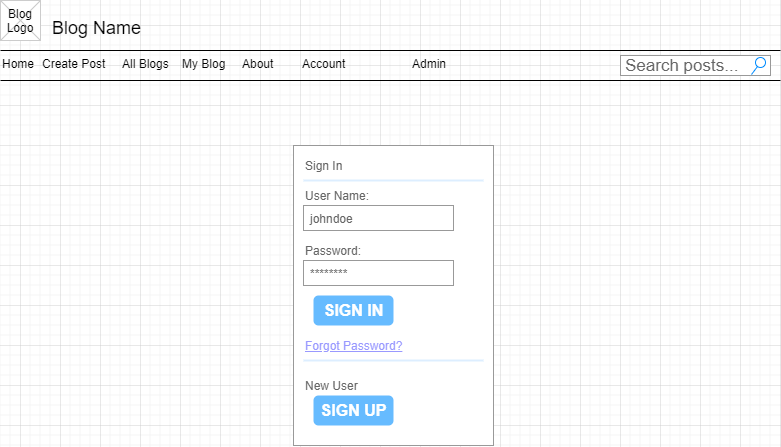 Blog
Logo
Blog Name
Home Create Post All Blogs My Blog About Account Admin Search posts...
Sign In
User Name:
johndoe
Password:
********
SIGN IN
Forgot Password?
New User
SIGN UP